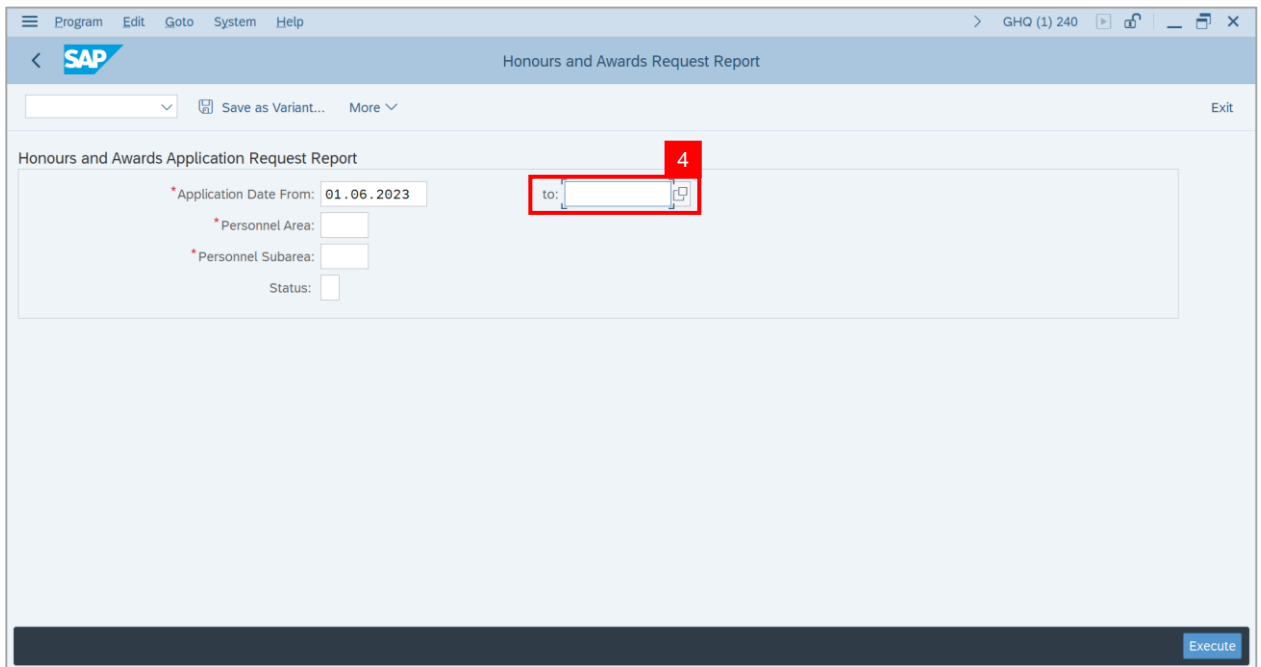 Program Edit Goto System Help GHQ (1) 240
SAP Honours and Awards Request Report
Save as Variant... More Exit
Honours and Awards Application Request Report
4
*Application Date From: 01.06.2023 to:
*Personnel Area:
*Personnel Subarea:
Status:
Execute